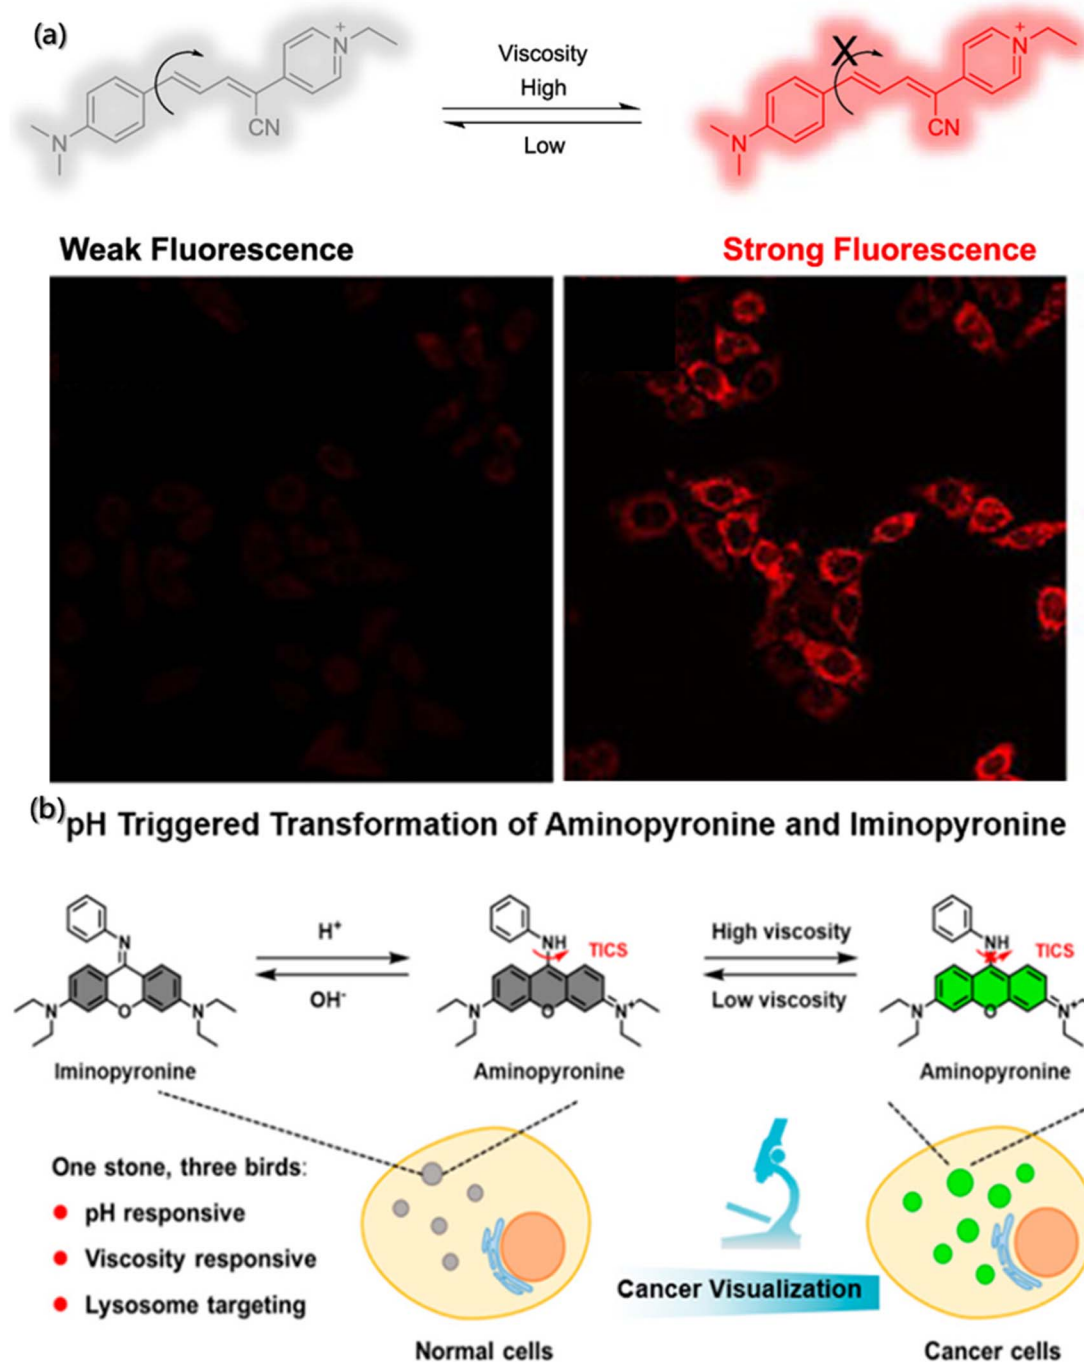 (a)
N
+
CN
N
Viscosity
High
Low
X
N
+
CN
N
Weak Fluorescence
Strong Fluorescence
(b) pH Triggered Transformation of Aminopyronine and Iminopyronine
N
N
O
N
Iminopyronine
H+
OH-
NH
TICS
N
O
N+
Aminopyronine
High viscosity
Low viscosity
NH
TICS
N
O
N+
Aminopyronine
One stone, three birds:
pH responsive
Viscosity responsive
Lysosome targeting
Normal cells
Cancer Visualization
Cancer cells